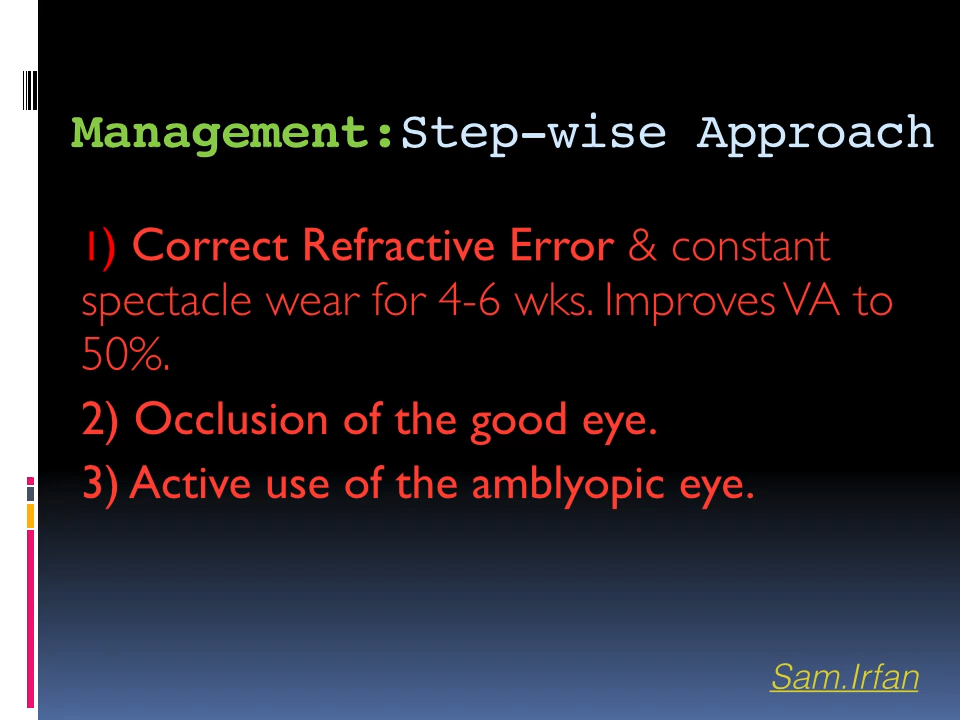 Management:Step-wise Approach
1) Correct Refractive Error & constant
spectacle wear for 4-6 wks. Improves VA to
50%.
2) Occlusion of the good eye.
3) Active use of the amblyopic eye.
Sam.Irfan